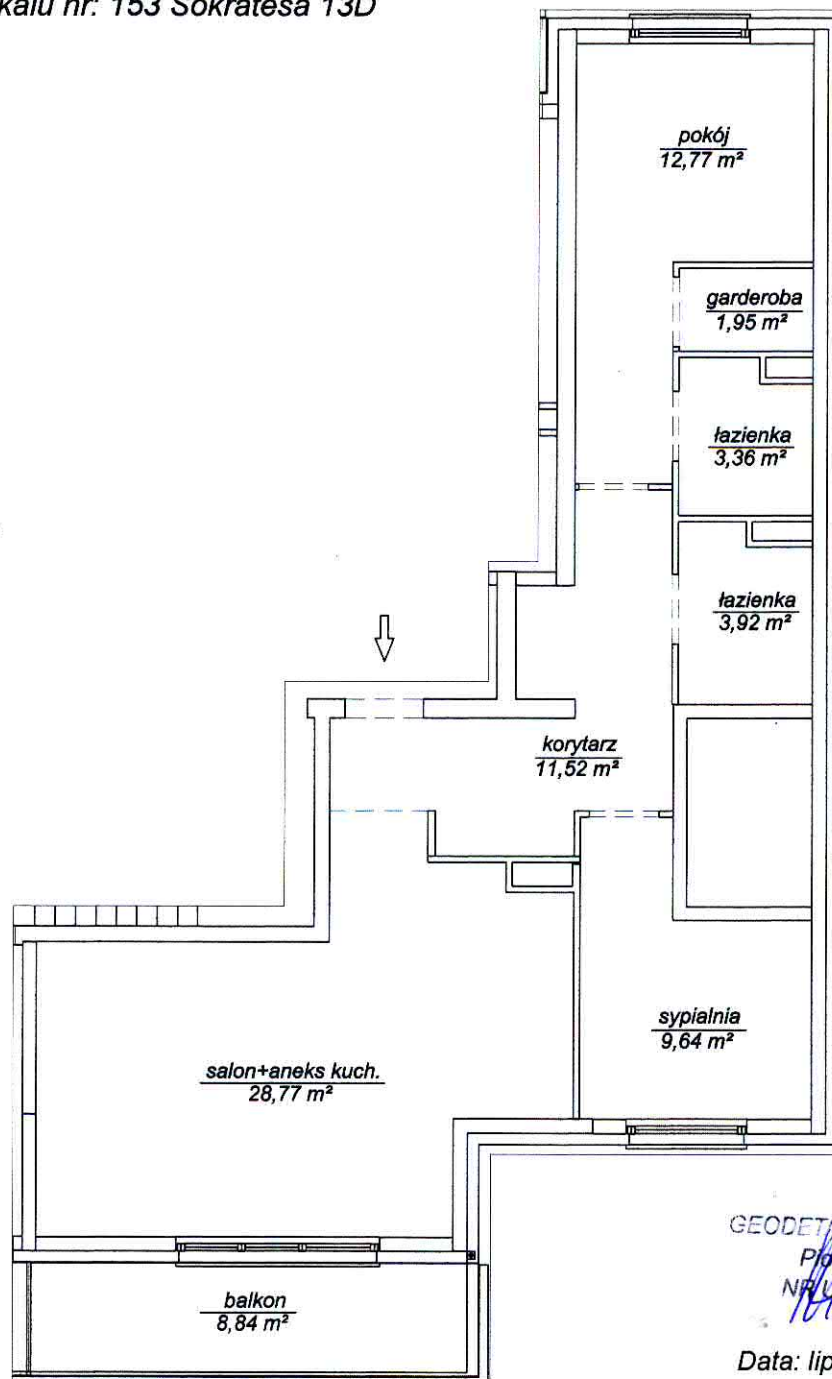 kalu nr: 153 Sokratesa 13D
pokój
12,77 m²
garderoba
1,95 m²
łazienka
3,36 m²
łazienka
3,92 m²
korytarz
11,52 m²
sypialnia
9,64 m²
salon+aneks kuch.
28,77 m²
balkon
8,84 m²
GEODET
NR
Data: lip